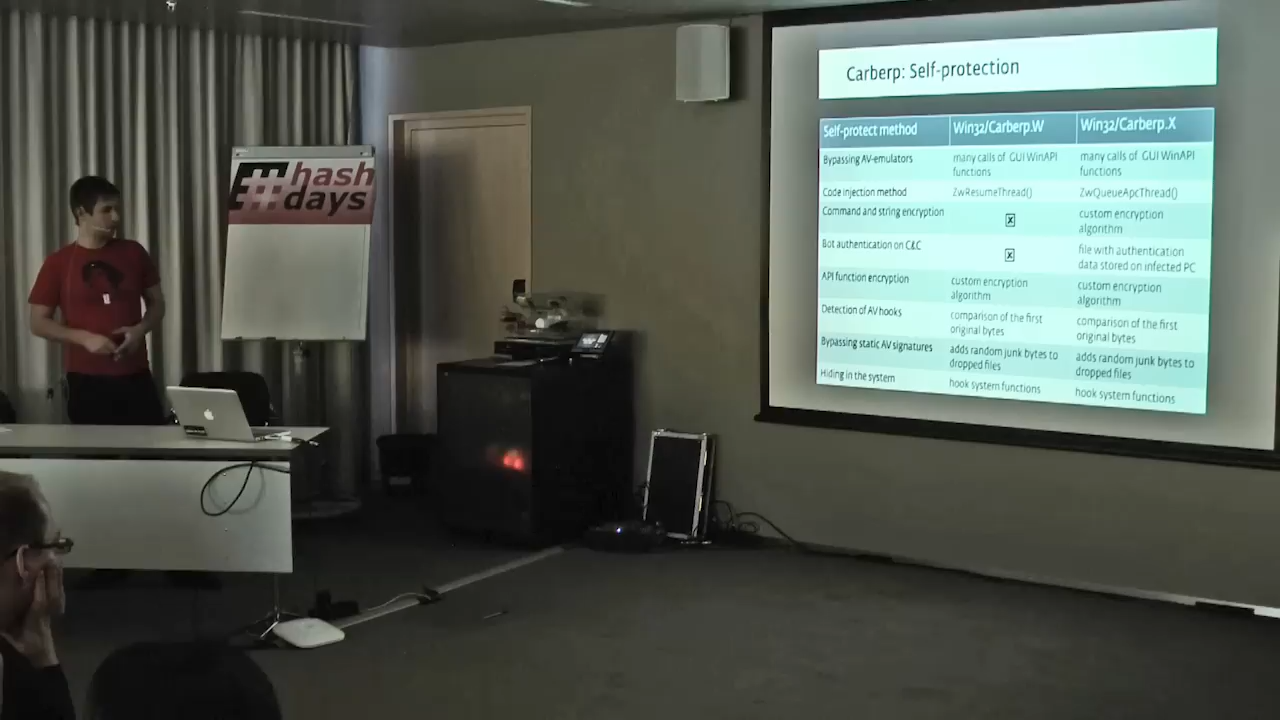 hash
days
Carberp: Self-protection
Self-protect method Win32/Carberp.W Win32/Carberp.X
Bypassing AV-emulators many calls of GUI WinAPI functions many calls of GUI WinAPI functions
Code injection method ZwResumeThread() ZwQueueApcThread()
Command and string encryption custom encryption algorithm
Bot authentication on C&C file with authentication data stored on infected PC
API function encryption custom encryption algorithm custom encryption algorithm
Detection of AV hooks comparison of the first original bytes comparison of the first original bytes
Bypassing static AV signatures adds random junk bytes to dropped files adds random junk bytes to dropped files
Hiding in the system hook system functions hook system functions